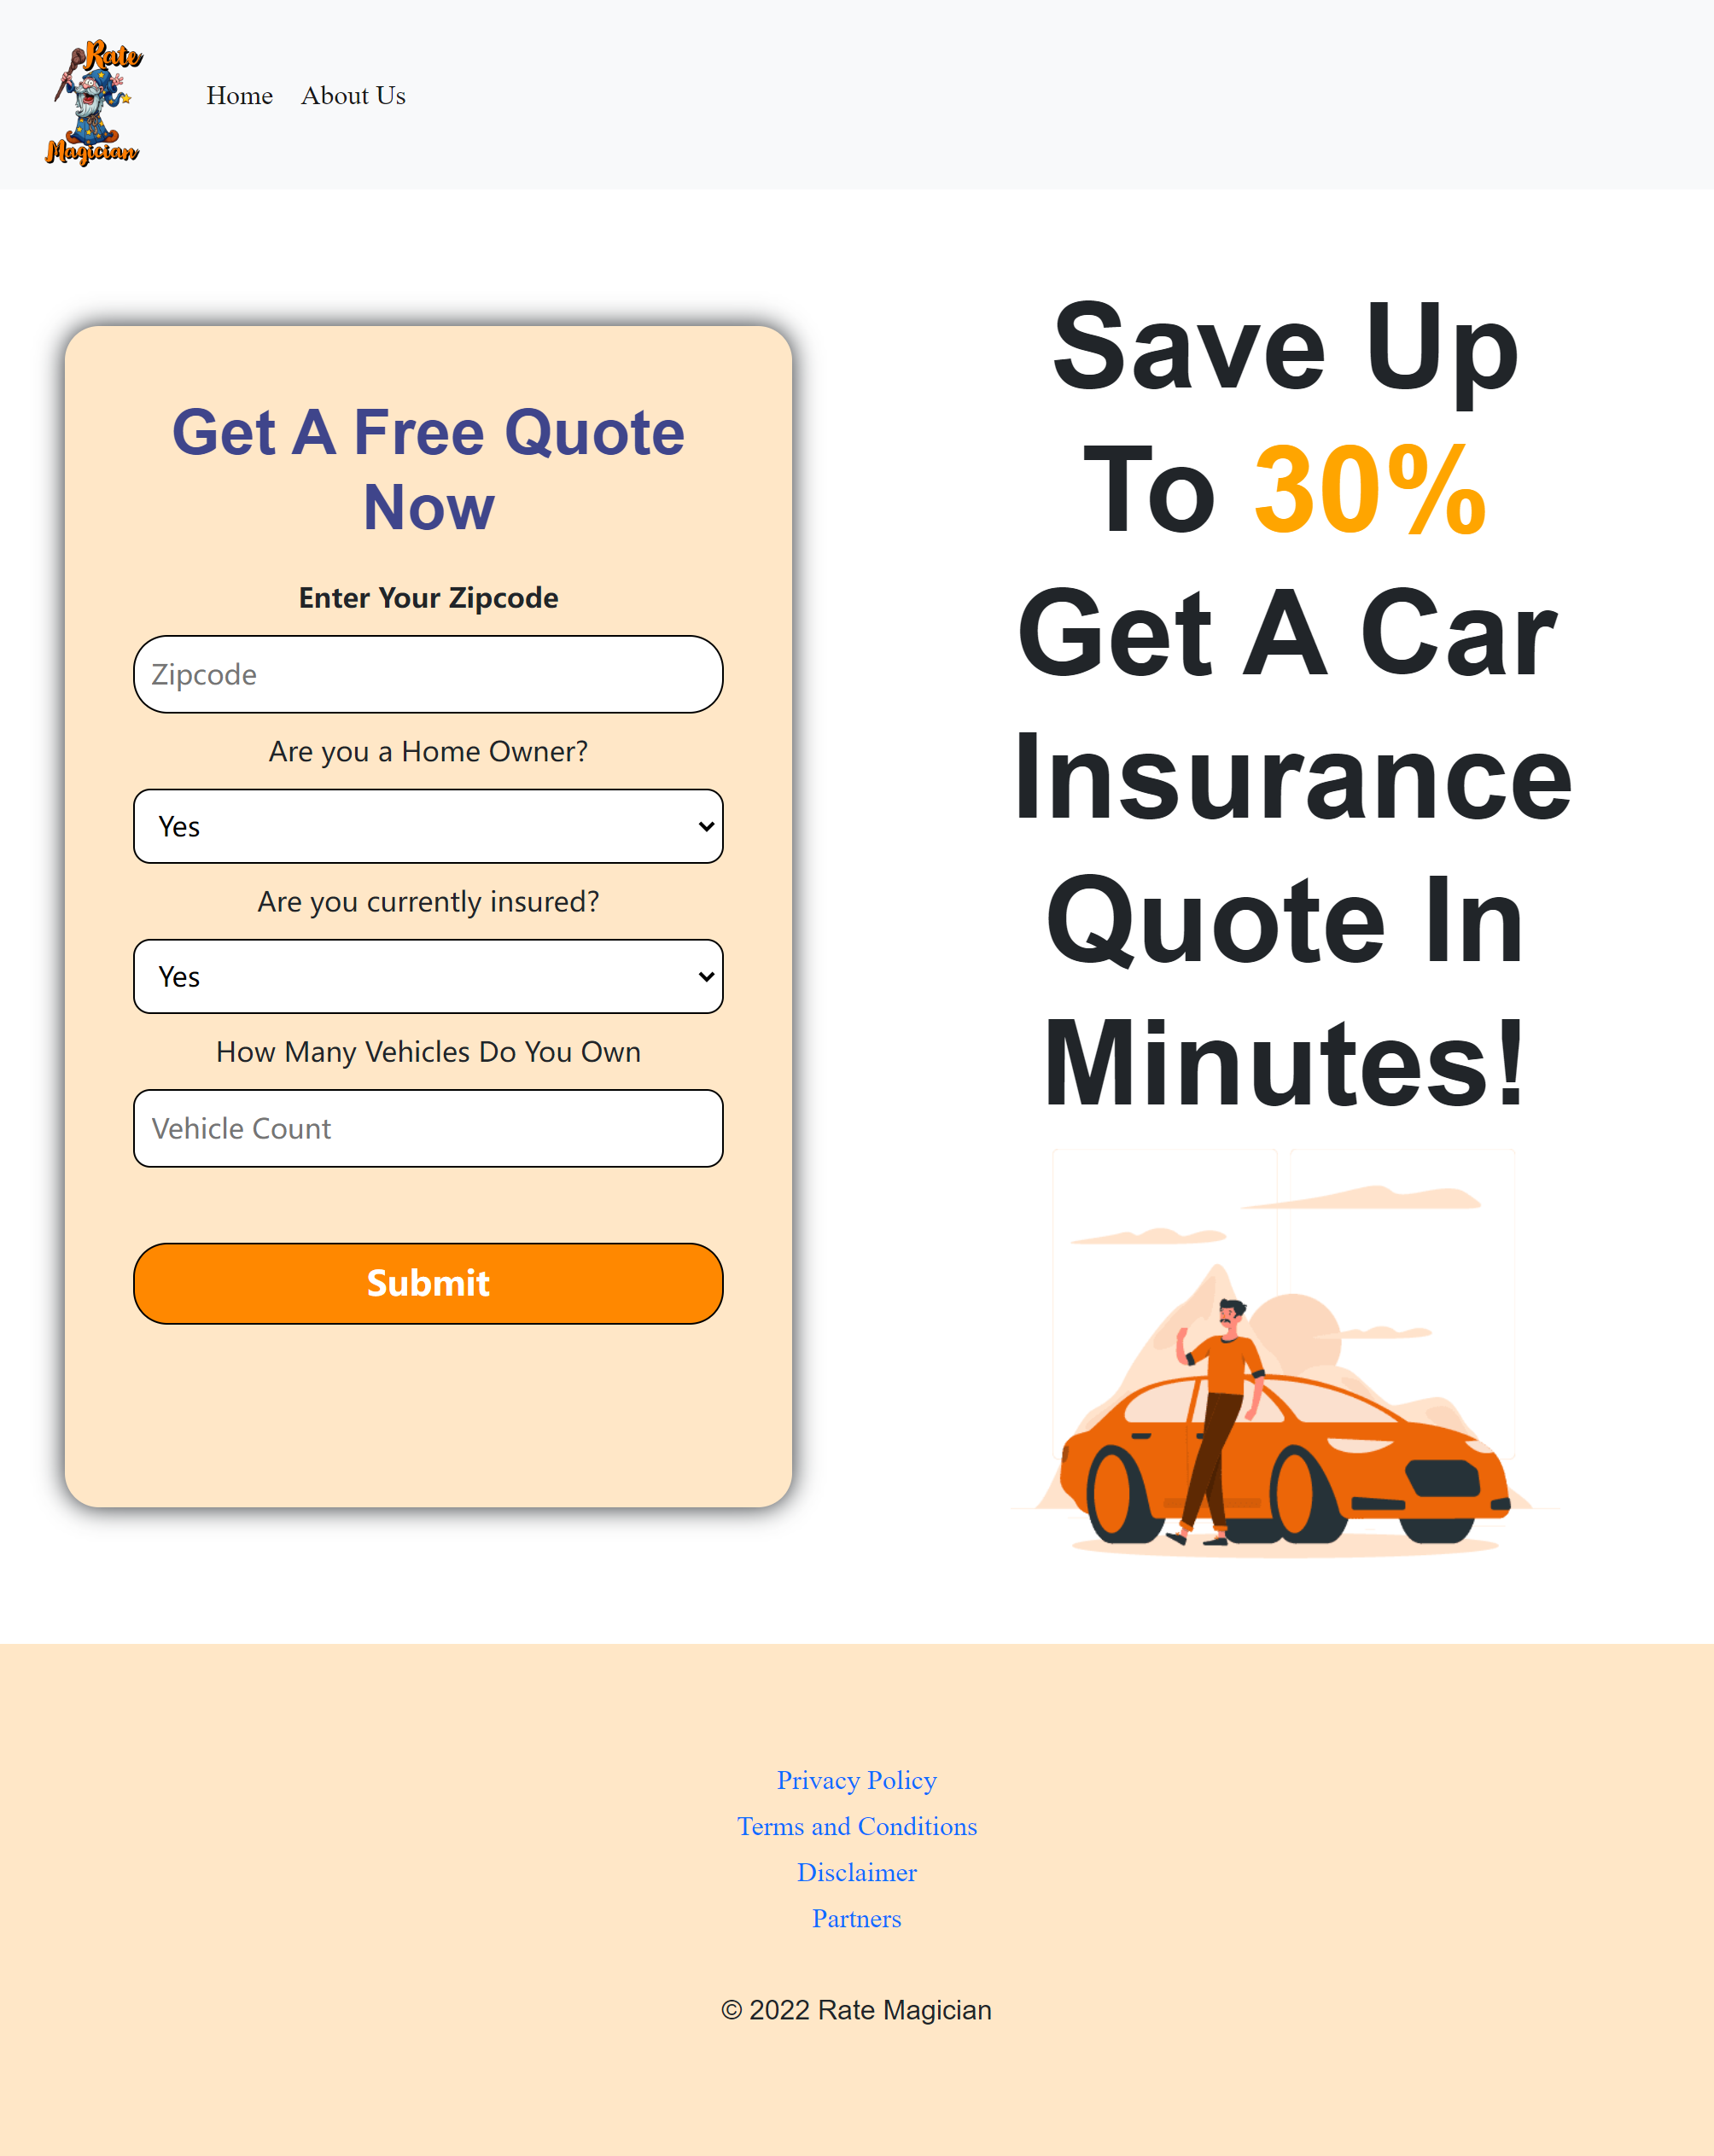 Rate
Magician
Home
About Us
Get A Free Quote
Now
Enter Your Zipcode
Zipcode
Are you a Home Owner?
Yes
Are you currently insured?
Yes
How Many Vehicles Do You Own
Vehicle Count
Submit
Save Up
To 30%
Get A Car
Insurance
Quote In
Minutes!
Privacy Policy
Terms and Conditions
Disclaimer
Partners
© 2022 Rate Magician